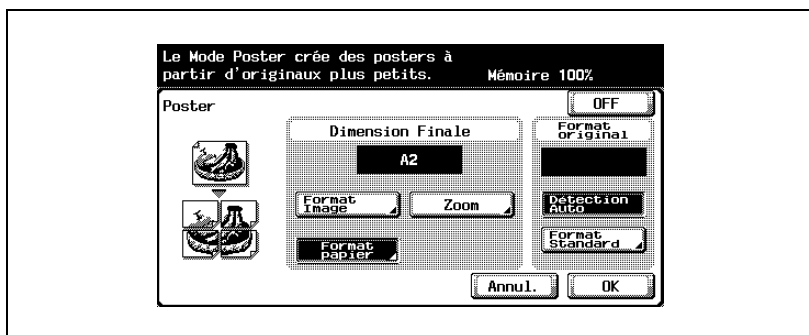 Le Mode Poster crée des posters à
partir d'originaux plus petits.
Mémoire 100%
Poster
OFF
Dimension Finale
A2
Format
Image
Zoom
Format
papier
Format
original
Détection
Auto
Format
Standard
Annul.
OK